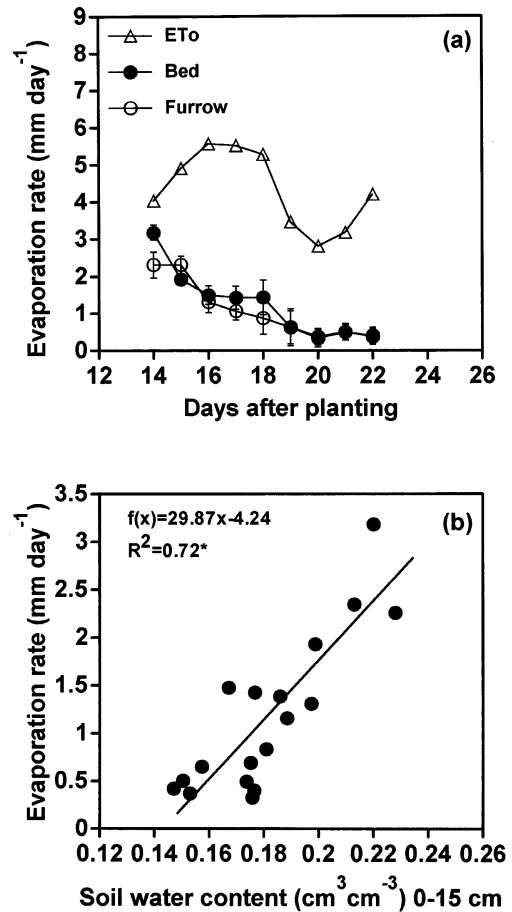 9
8
7
6
5
4
3
2
1
0
Evaporation rate (mm day⁻¹)
ETo
Bed
Furrow
(a)
12 14 16 18 20 22 24 26
Days after planting
3.5
3
2.5
2
1.5
1
0.5
0
Evaporation rate (mm day⁻¹)
f(x)=29.87x-4.24
R²=0.72*
(b)
0.12 0.14 0.16 0.18 0.2 0.22 0.24 0.26
Soil water content (cm³cm⁻³) 0-15 cm